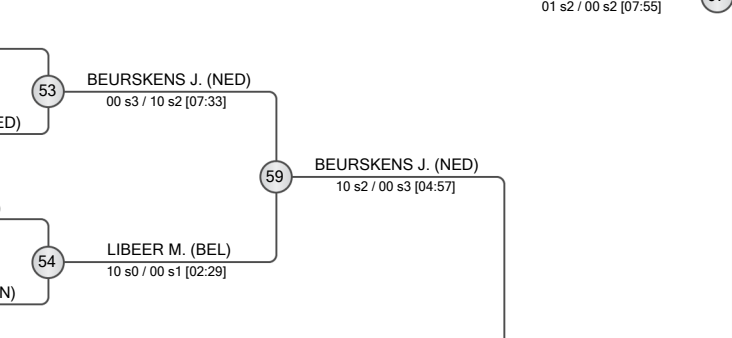 01 s2 / 00 s2 [07:55]
BEURSKENS J. (NED)
53
00 s3 / 10 s2 [07:33]
ED)
BEURSKENS J. (NED)
59
10 s2 / 00 s3 [04:57]
LIBEER M. (BEL)
54
10 s0 / 00 s1 [02:29]
N)